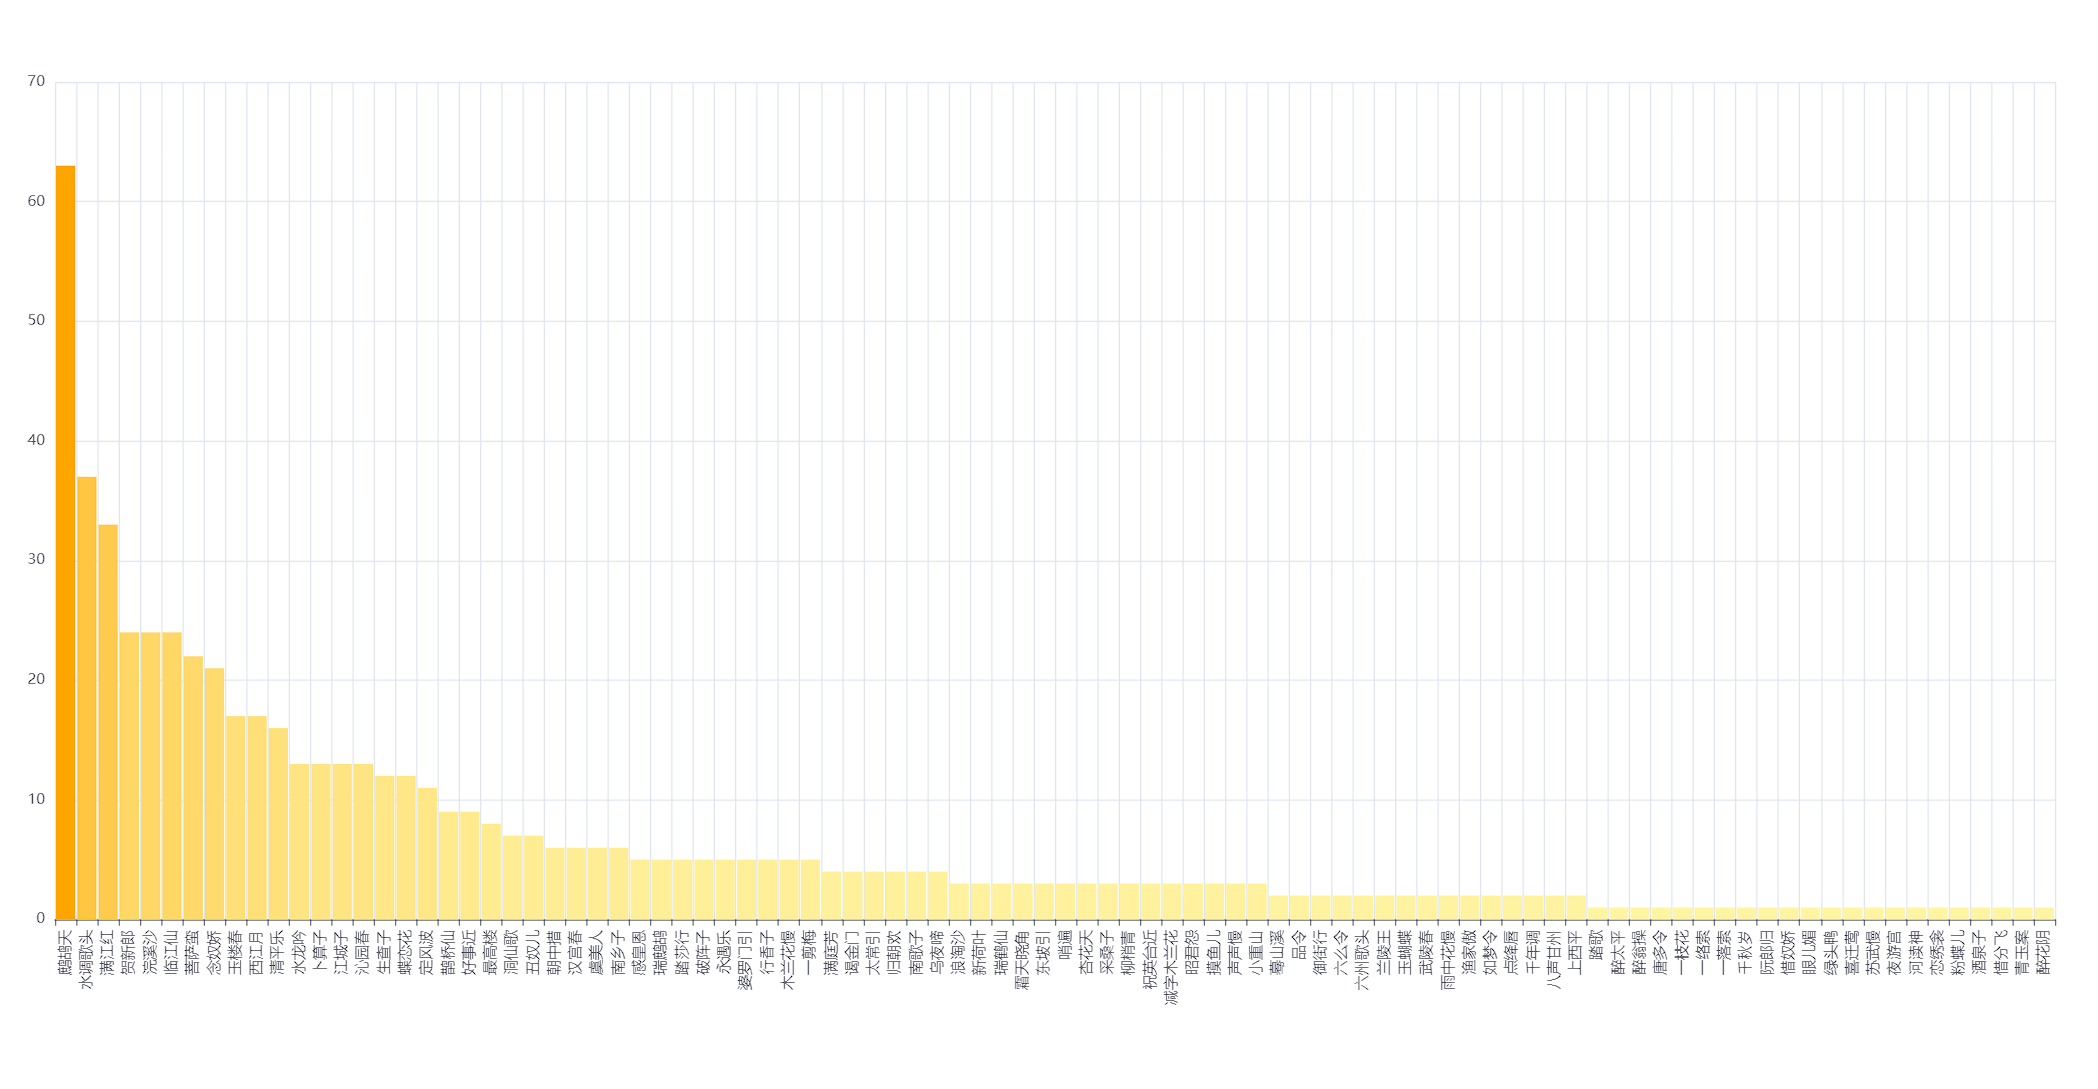 70
60
50
40
30
20
10
0
鹧鸪天
水调歌头
满江红
贺新郎
浣溪沙
临江仙
菩萨蛮
念奴娇
玉楼春
西江月
清平乐
水龙吟
卜算子
江城子
沁园春
生查子
蝶恋花
定风波
鹊桥仙
好事近
最高楼
洞仙歌
丑奴儿
朝中措
汉宫春
虞美人
南乡子
感皇恩
瑞鹧鸪
踏莎行
破阵子
永遇乐
婆罗门引
行香子
木兰花慢
一剪梅
满庭芳
谒金门
太常引
归朝欢
南歌子
乌夜啼
浪淘沙
新荷叶
瑞鹤仙
霜天晓角
东坡引
哨遍
杏花天
采桑子
柳梢青
祝英台近
减字木兰花
昭君怨
摸鱼儿
声声慢
小重山
蓦山溪
品令
御街行
六么令
六州歌头
兰陵王
玉蝴蝶
武陵春
雨中花慢
渔家傲
如梦令
点绛唇
千年调
八声甘州
上西平
踏歌
醉太平
醉翁操
唐多令
一枝花
一络索
一落索
千秋岁
阮郎归
惜奴娇
眼儿媚
绿头鸭
喜迁莺
苏武慢
夜游宫
河渎神
恋绣衾
粉蝶儿
酒泉子
惜分飞
青玉案
醉花阴